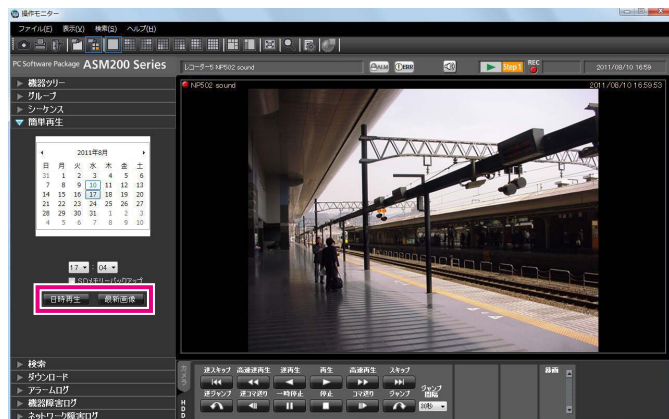 操作モニター
ファイル(E) 表示(V) 検索(S) ヘルプ(H)
PC Software Package ASM200 Series
レコーダー5 NP502 sound
ALM
ERR
Step1
REC
2011/08/10 16:59
機器ツリー
グループ
シーケンス
簡単再生
NP502 sound
2011/08/10 16:59:53
2011年8月
日 月 火 水 木 金 土
31 1 2 3 4 5 6
7 8 9 10 11 12 13
14 15 16 17 18 19 20
21 22 23 24 25 26 27
28 29 30 31 1 2 3
4 5 6 7 8 9 10
17 : 04
SDメモリーバックアップ
日時再生 最新画像
検索
ダウンロード
アラームログ
機器障害ログ
ネットワーク障害ログ
カメラ
HDD
逆スキップ 高速逆再生 逆再生 再生 高速再生 スキップ
逆ジャンプ 逆コマ送り 一時停止 停止 コマ送り ジャンプ
ジャンプ間隔
30秒
録画